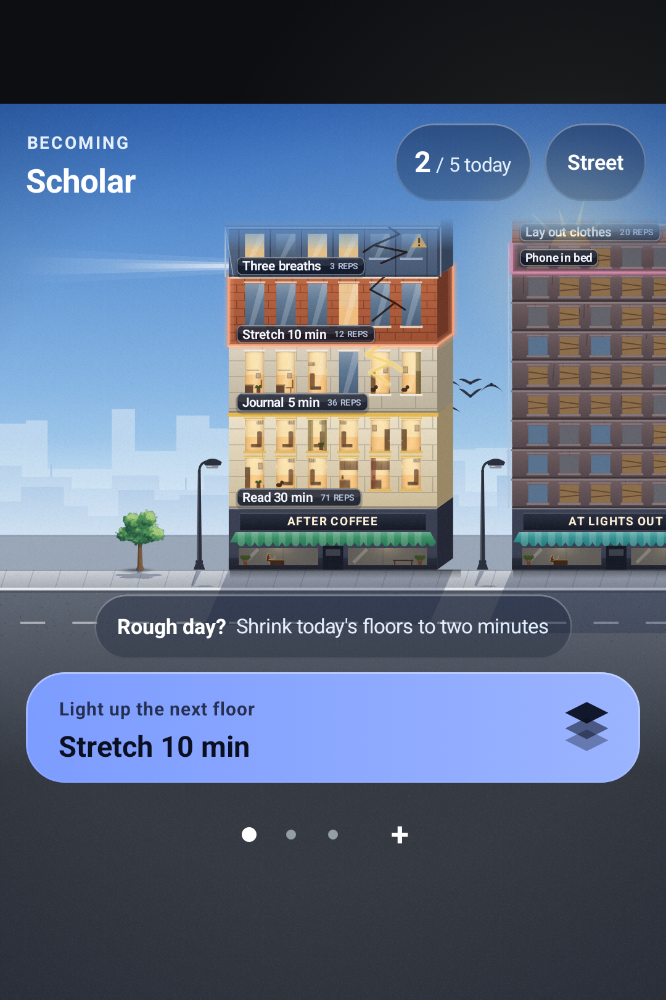 BECOMING
Scholar
2 / 5 today
Street
Three breaths 3 REPS
Stretch 10 min 12 REPS
Journal 5 min 36 REPS
Read 30 min 71 REPS
AFTER COFFEE
Lay out clothes 20 REPS
Phone in bed
AT LIGHTS OUT
Rough day? Shrink today's floors to two minutes
Light up the next floor
Stretch 10 min